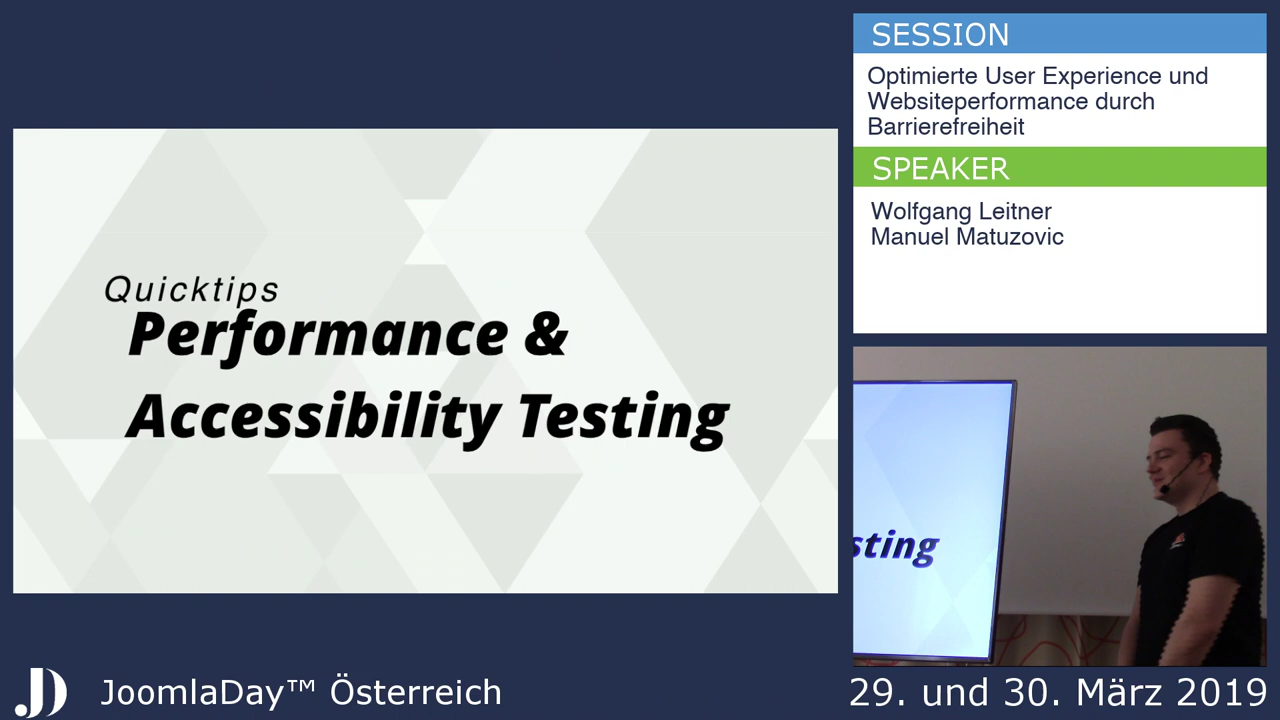 SESSION
Optimierte User Experience und
Websiteperformance durch
Barrierefreiheit
SPEAKER
Wolfgang Leitner
Manuel Matuzovic
Quicktips
Performance &
Accessibility Testing
sting
JoomlaDay™ Österreich
29. und 30. März 2019